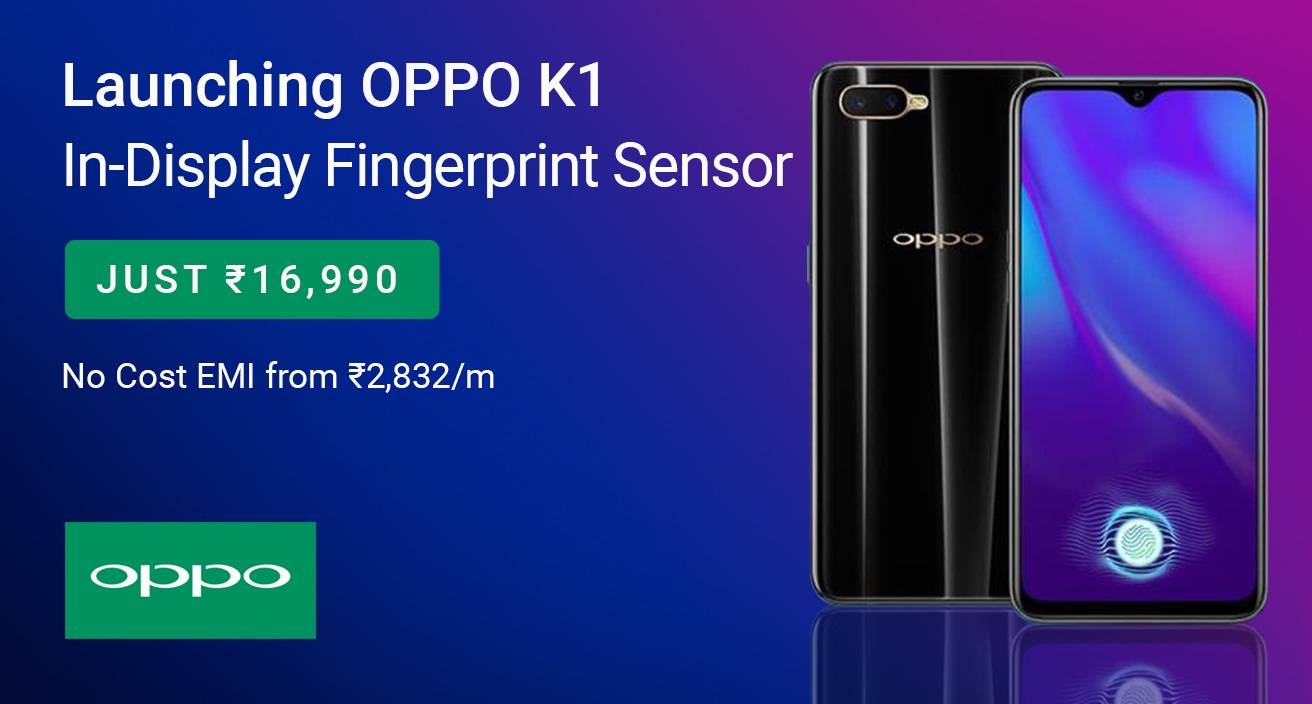 Launching OPPO K1
In-Display Fingerprint Sensor
JUST ₹16,990
No Cost EMI from ₹2,832/m
oppo
oppo